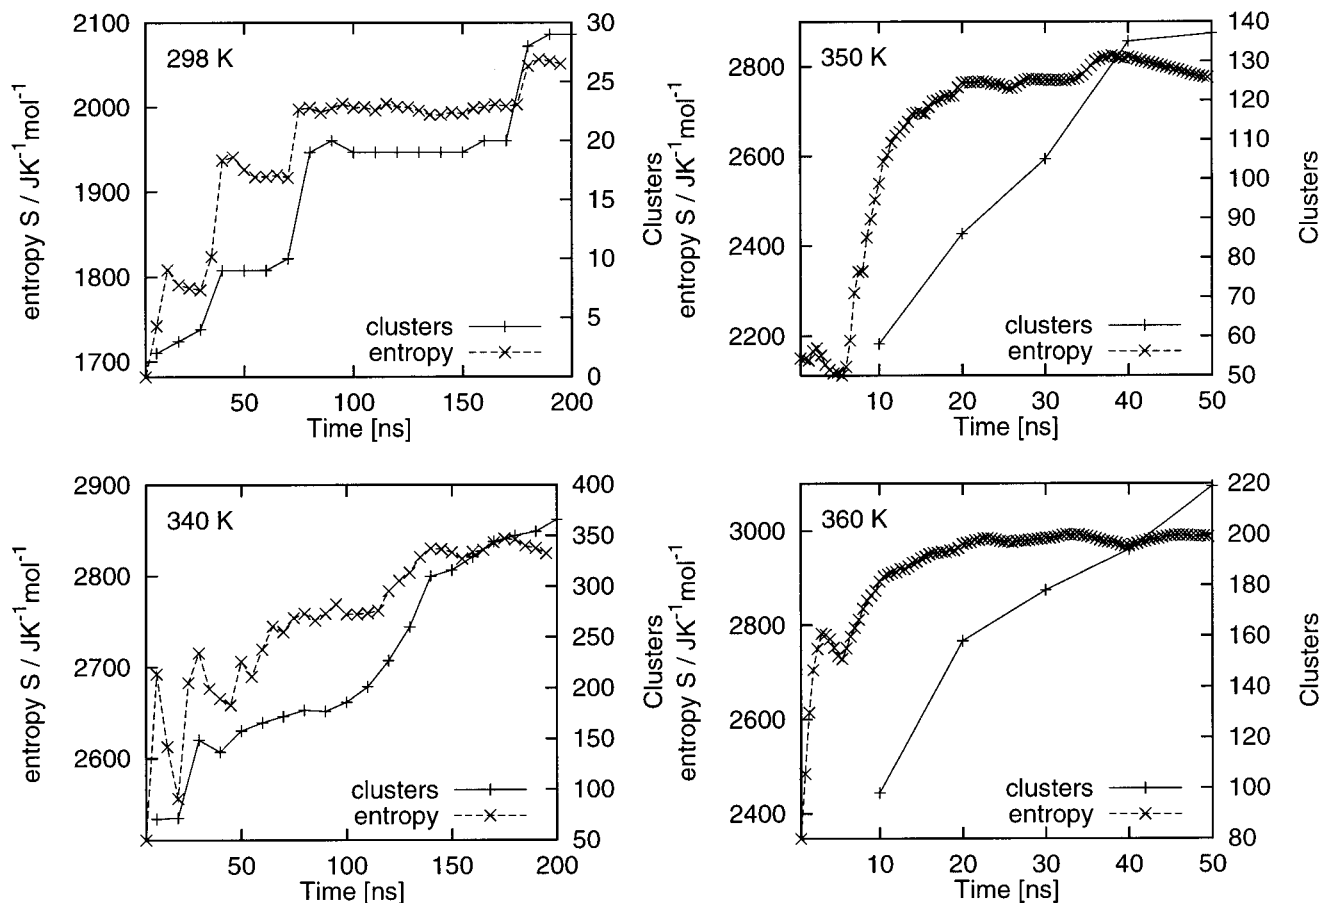 298 K
entropy S / JK⁻¹mol⁻¹
2100
2000
1900
1800
1700
30
25
20
15
10
5
0
Clusters
clusters
entropy
50
100
150
200
Time [ns]
350 K
entropy S / JK⁻¹mol⁻¹
2800
2600
2400
2200
140
130
120
110
100
90
80
70
60
50
Clusters
clusters
entropy
10
20
30
40
50
Time [ns]
340 K
entropy S / JK⁻¹mol⁻¹
2900
2800
2700
2600
400
350
300
250
200
150
100
50
Clusters
clusters
entropy
50
100
150
200
Time [ns]
360 K
entropy S / JK⁻¹mol⁻¹
3000
2800
2600
2400
220
200
180
160
140
120
100
80
Clusters
clusters
entropy
10
20
30
40
50
Time [ns]